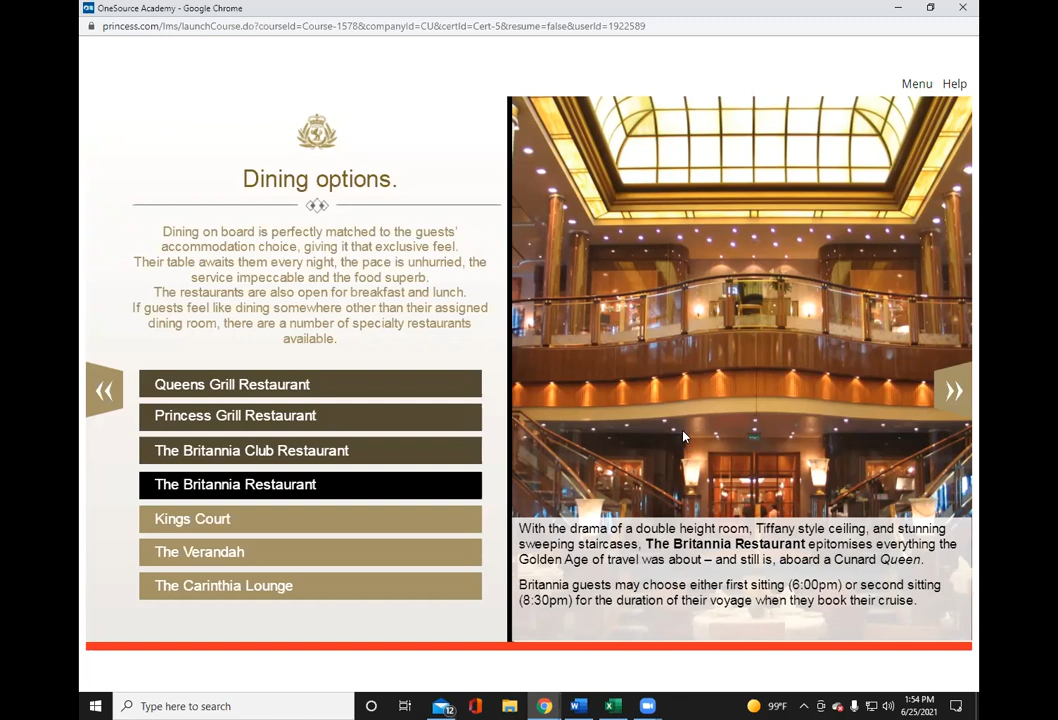 OneSource Academy - Google Chrome
princess.com/lms/launchCourse.do?courseId=Course-1578&companyId=CU&certId=Cert-5&resume=false&userId=1922589
Menu Help
Dining options.
Dining on board is perfectly matched to the guests'
accommodation choice, giving it that exclusive feel.
Their table awaits them every night, the pace is unhurried, the
service impeccable and the food superb.
The restaurants are also open for breakfast and lunch.
If guests feel like dining somewhere other than their assigned
dining room, there are a number of specialty restaurants
available.
Queens Grill Restaurant
Princess Grill Restaurant
The Britannia Club Restaurant
The Britannia Restaurant
Kings Court
The Verandah
The Carinthia Lounge
With the drama of a double height room, Tiffany style ceiling, and stunning
sweeping staircases, The Britannia Restaurant epitomises everything the
Golden Age of travel was about – and still is, aboard a Cunard Queen.
Britannia guests may choose either first sitting (6:00pm) or second sitting
(8:30pm) for the duration of their voyage when they book their cruise.
Type here to search
12
99°F
1:54 PM
6/25/2021